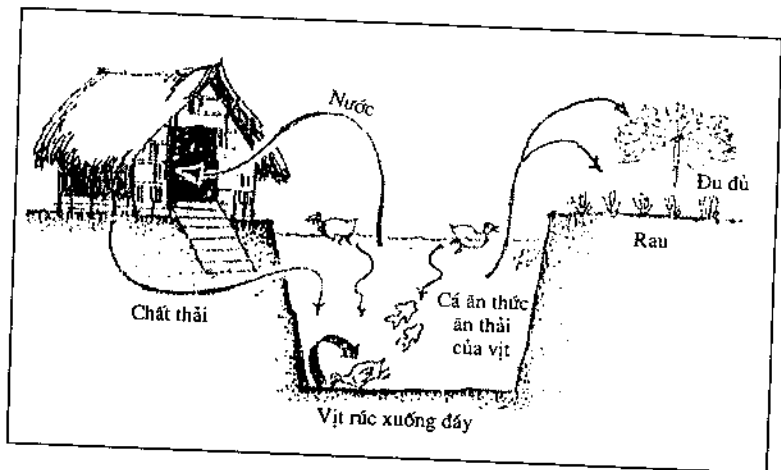 Nước
Đu đủ
Rau
Chất thải
Cá ăn thức
ăn thải
của vịt
Vịt rúc xuống đáy